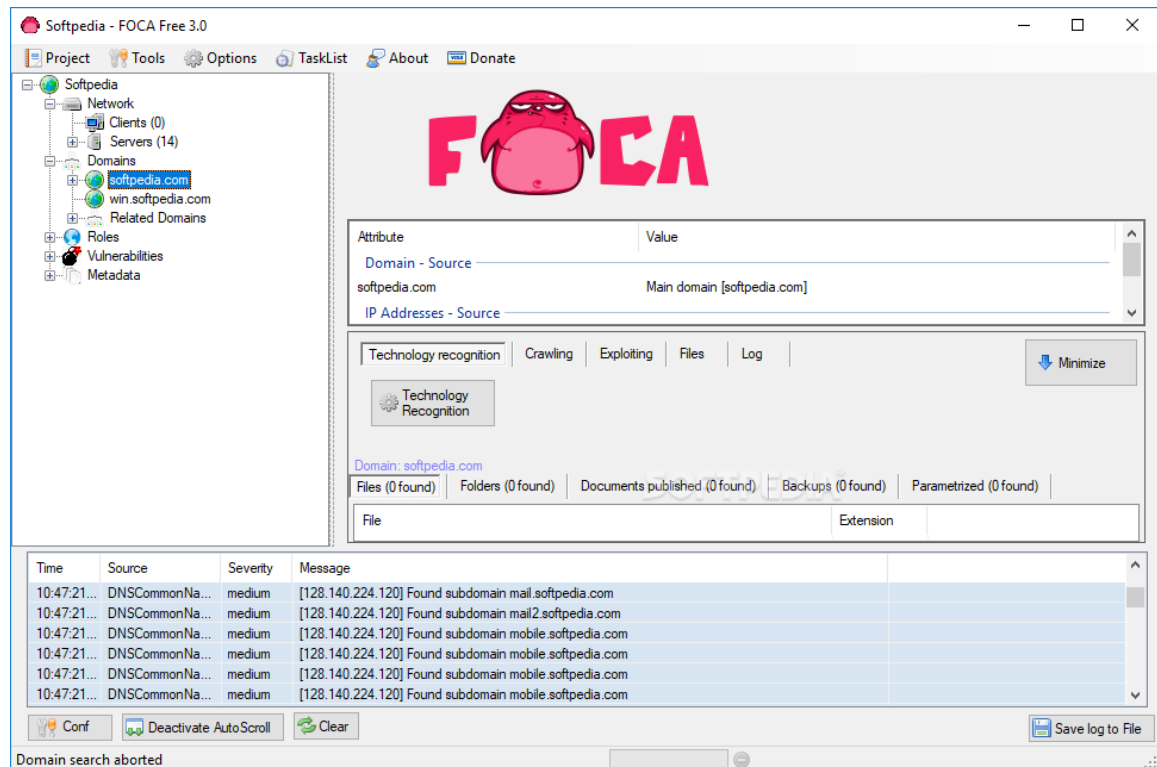 Softpedia - FOCA Free 3.0
Project Tools Options TaskList About Donate
Softpedia
Network
Clients (0)
Servers (14)
Domains
softpedia.com
win.softpedia.com
Related Domains
Roles
Vulnerabilities
Metadata
FOCA
Attribute Value
Domain - Source
softpedia.com Main domain [softpedia.com]
IP Addresses - Source
Technology recognition Crawling Exploiting Files Log
Minimize
Technology
Recognition
Domain: softpedia.com
SOFTPEDIA
Files (0 found) Folders (0 found) Documents published (0 found) Backups (0 found) Parametrized (0 found)
File Extension
Time Source Severity Message
10:47:21... DNSCommonNa... medium [128.140.224.120] Found subdomain mail.softpedia.com
10:47:21... DNSCommonNa... medium [128.140.224.120] Found subdomain mail2.softpedia.com
10:47:21... DNSCommonNa... medium [128.140.224.120] Found subdomain mobile.softpedia.com
10:47:21... DNSCommonNa... medium [128.140.224.120] Found subdomain mobile.softpedia.com
10:47:21... DNSCommonNa... medium [128.140.224.120] Found subdomain mobile.softpedia.com
10:47:21... DNSCommonNa... medium [128.140.224.120] Found subdomain mobile.softpedia.com
Conf Deactivate AutoScroll Clear Save log to File
Domain search aborted